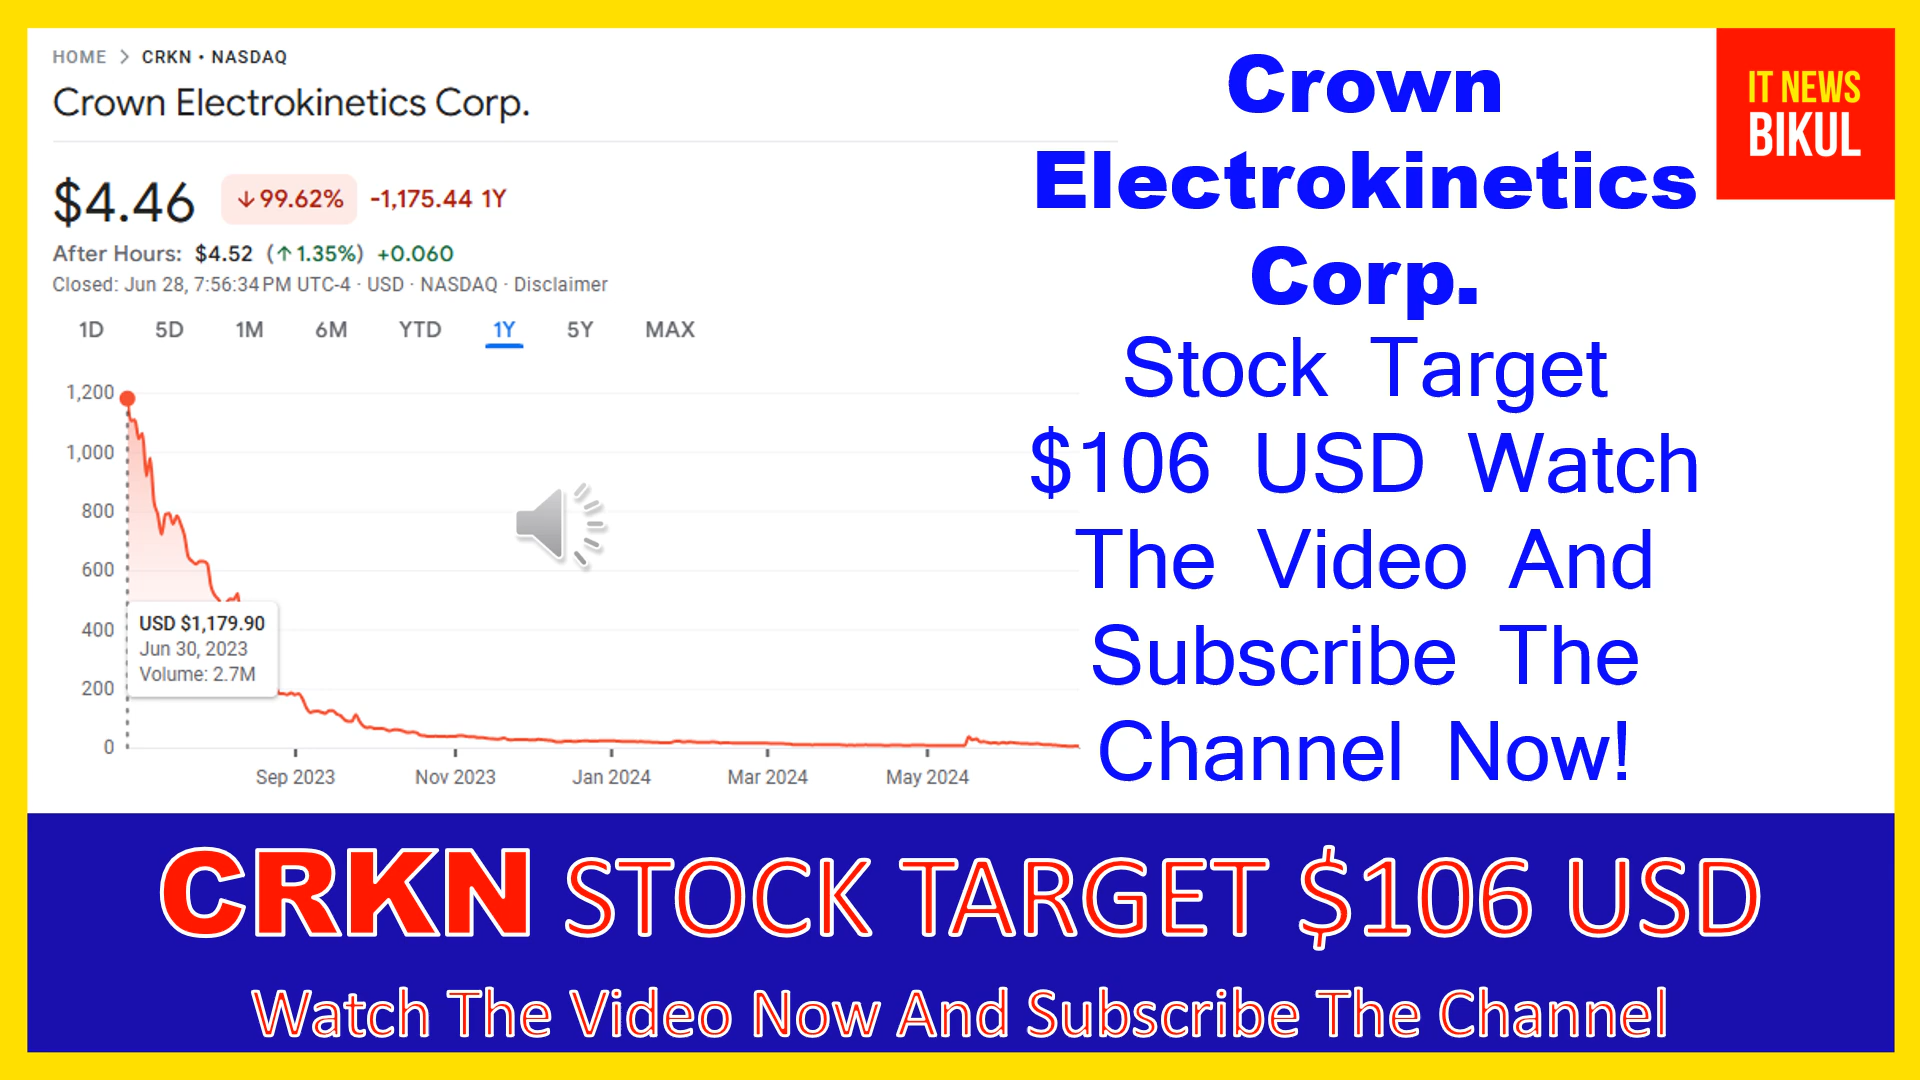 HOME > CRKN • NASDAQ
Crown Electrokinetics Corp.
$4.46 ↓99.62% -1,175.44 1Y
After Hours: $4.52 (↑1.35%) +0.060
Closed: Jun 28, 7:56:34 PM UTC-4 · USD · NASDAQ · Disclaimer
1D 5D 1M 6M YTD 1Y 5Y MAX
1,200
1,000
800
600
400
200
0
USD $1,179.90
Jun 30, 2023
Volume: 2.7M
Sep 2023 Nov 2023 Jan 2024 Mar 2024 May 2024
Crown
Electrokinetics
Corp.
Stock Target
$106 USD Watch
The Video And
Subscribe The
Channel Now!
IT NEWS
BIKUL
CRKN STOCK TARGET $106 USD
Watch The Video Now And Subscribe The Channel